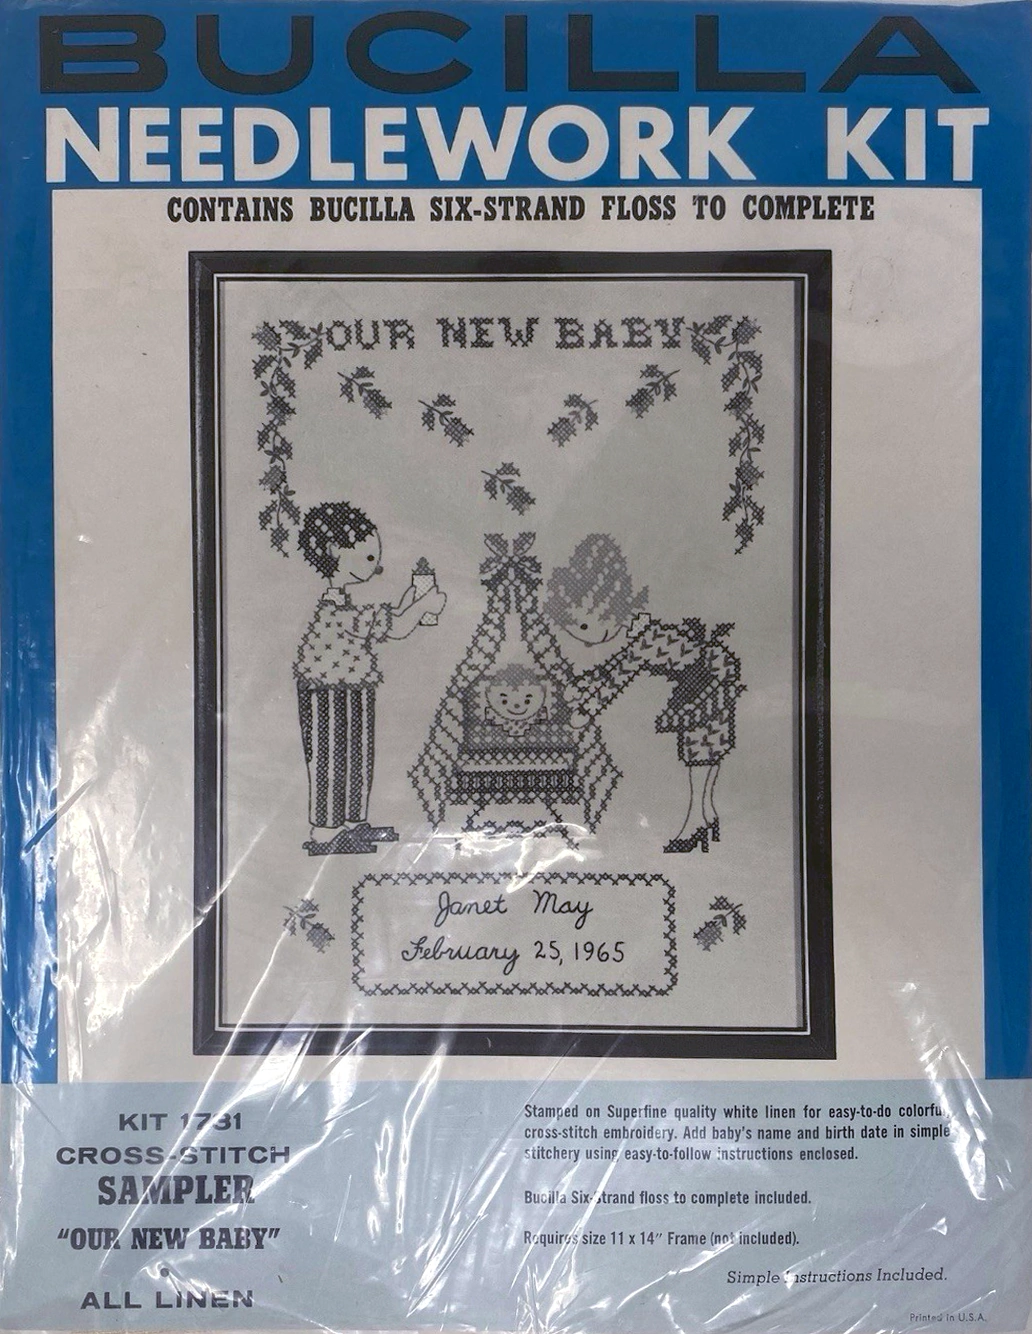 BUCILLA
NEEDLEWORK KIT
CONTAINS BUCILLA SIX-STRAND FLOSS TO COMPLETE
OUR NEW BABY
Janet May
February 25, 1965
KIT 1731
CROSS-STITCH
SAMPLER
"OUR NEW BABY"
•
ALL LINEN
Stamped on Superfine quality white linen for easy-to-do colorful,
cross-stitch embroidery. Add baby's name and birth date in simple
stitchery using easy-to-follow instructions enclosed.
Bucilla Six-Strand floss to complete included.
Requires size 11 x 14" Frame (not included).
Simple Instructions Included.
Printed in U.S.A.